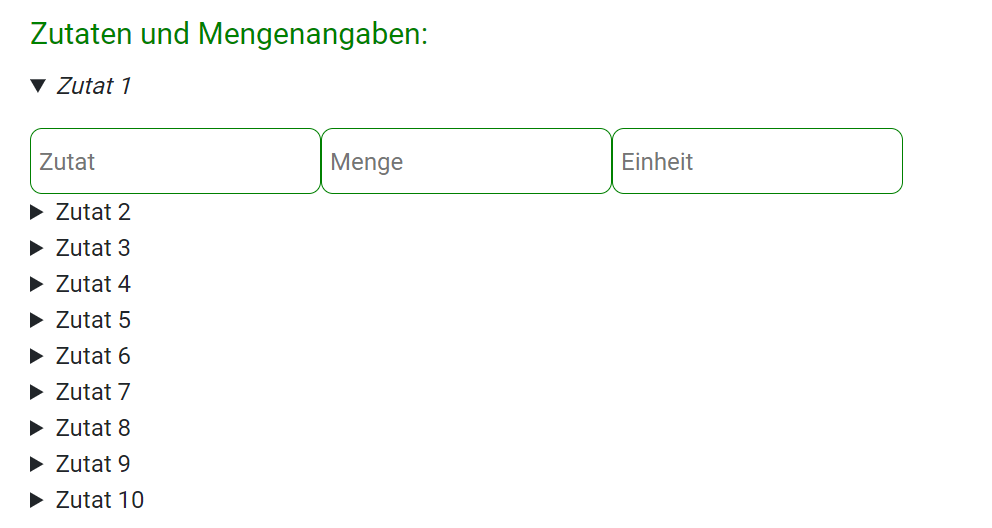 Zutaten und Mengenangaben:
Zutat 1
Zutat Menge Einheit
Zutat 2
Zutat 3
Zutat 4
Zutat 5
Zutat 6
Zutat 7
Zutat 8
Zutat 9
Zutat 10